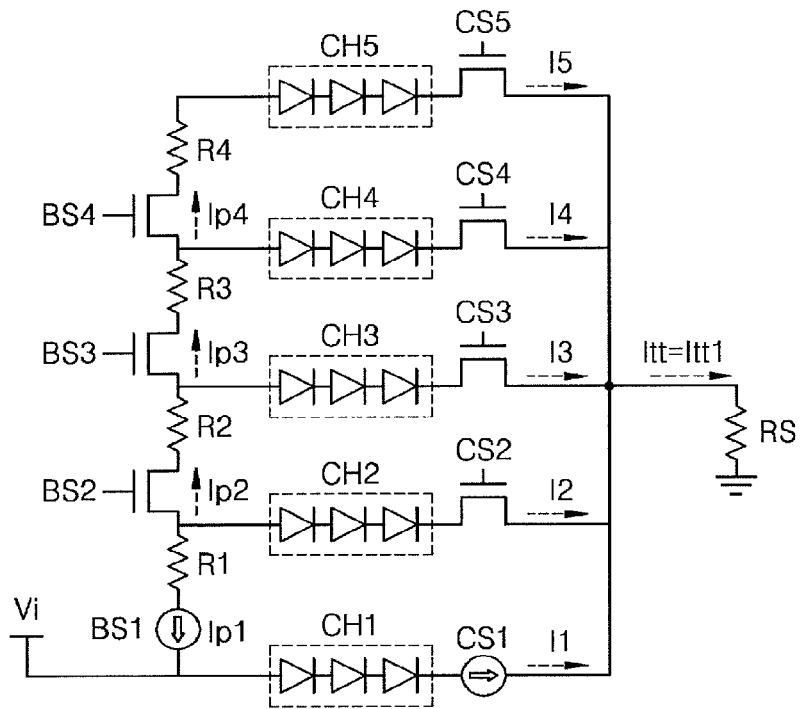 CS5
CH5
I5
R4
CS4
BS4
Ip4
CH4
I4
R3
CS3
BS3
Ip3
CH3
I3
Itt=Itt1
R2
RS
CS2
BS2
Ip2
CH2
I2
R1
Vi
BS1
Ip1
CH1
CS1
I1